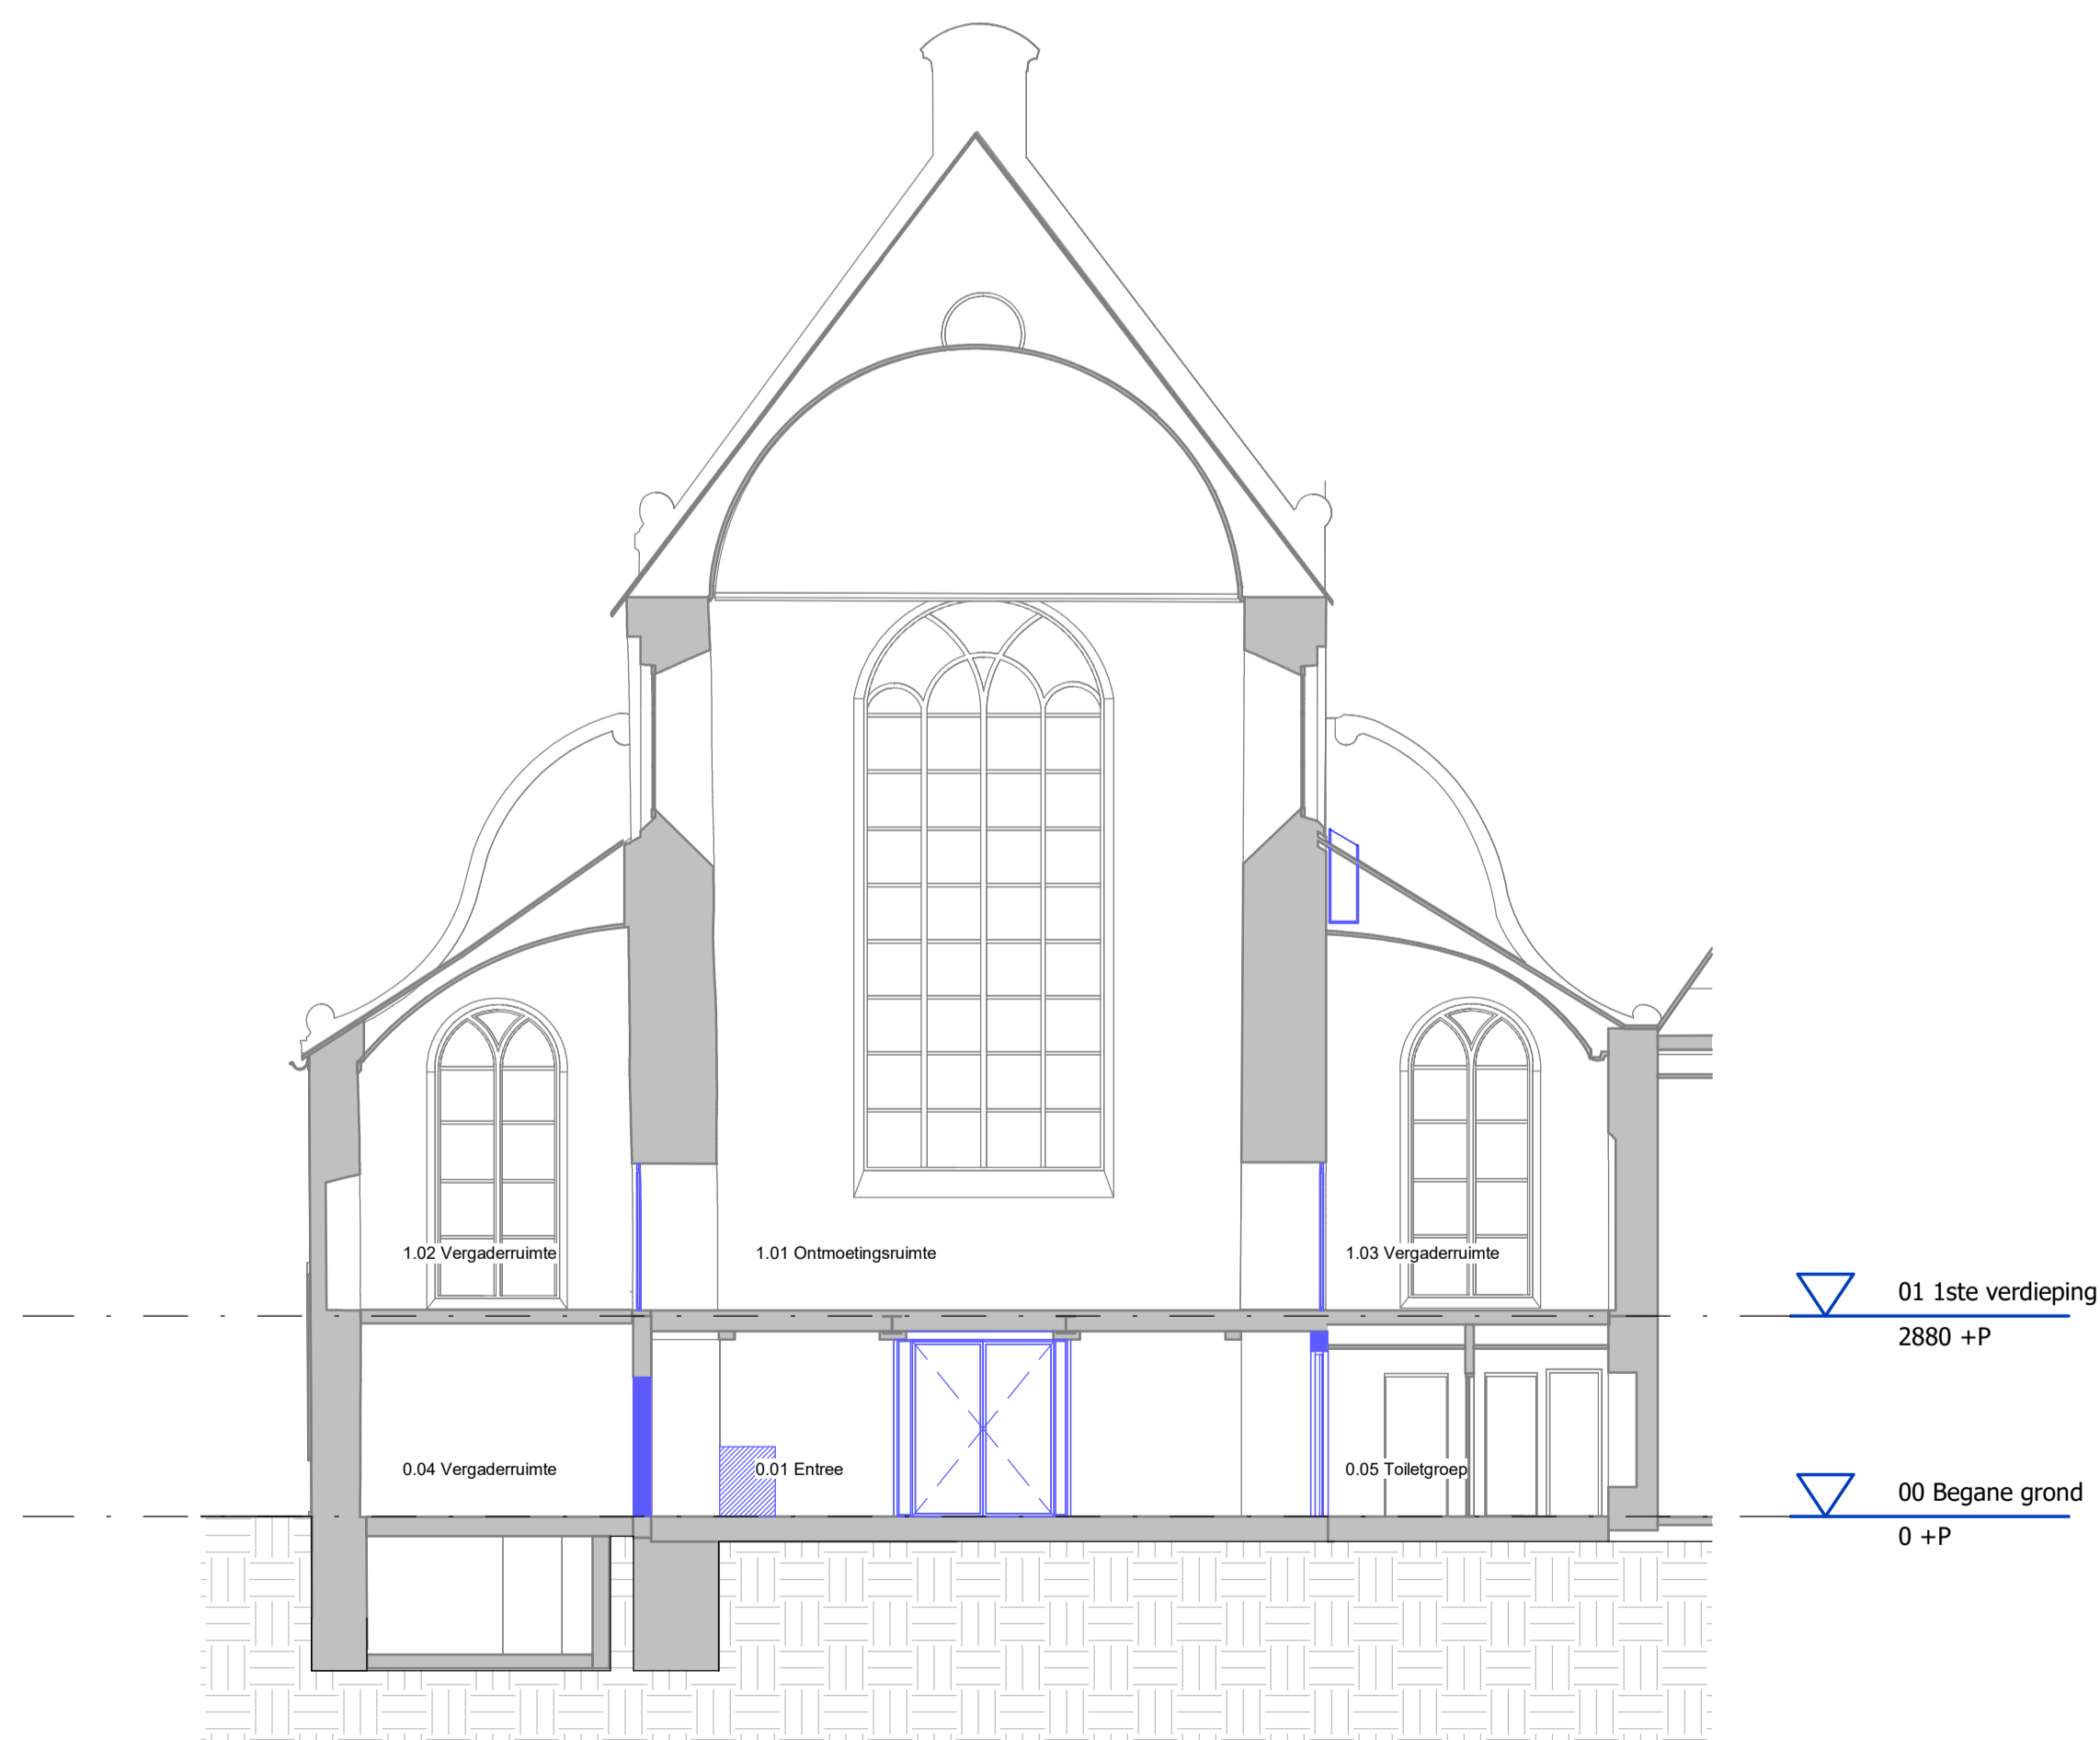 1.02 Vergaderruimte
1.01 Ontmoetingsruimte
1.03 Vergaderruimte
01 1ste verdieping
2880 +P
0.04 Vergaderruimte
0.01 Entree
0.05 Toiletgroep
00 Begane grond
0 +P